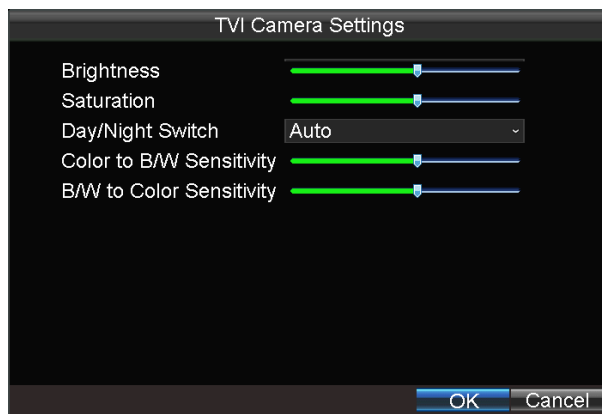 TVI Camera Settings
Brightness
Saturation
Day/Night Switch Auto
Color to B/W Sensitivity
B/W to Color Sensitivity
OK Cancel